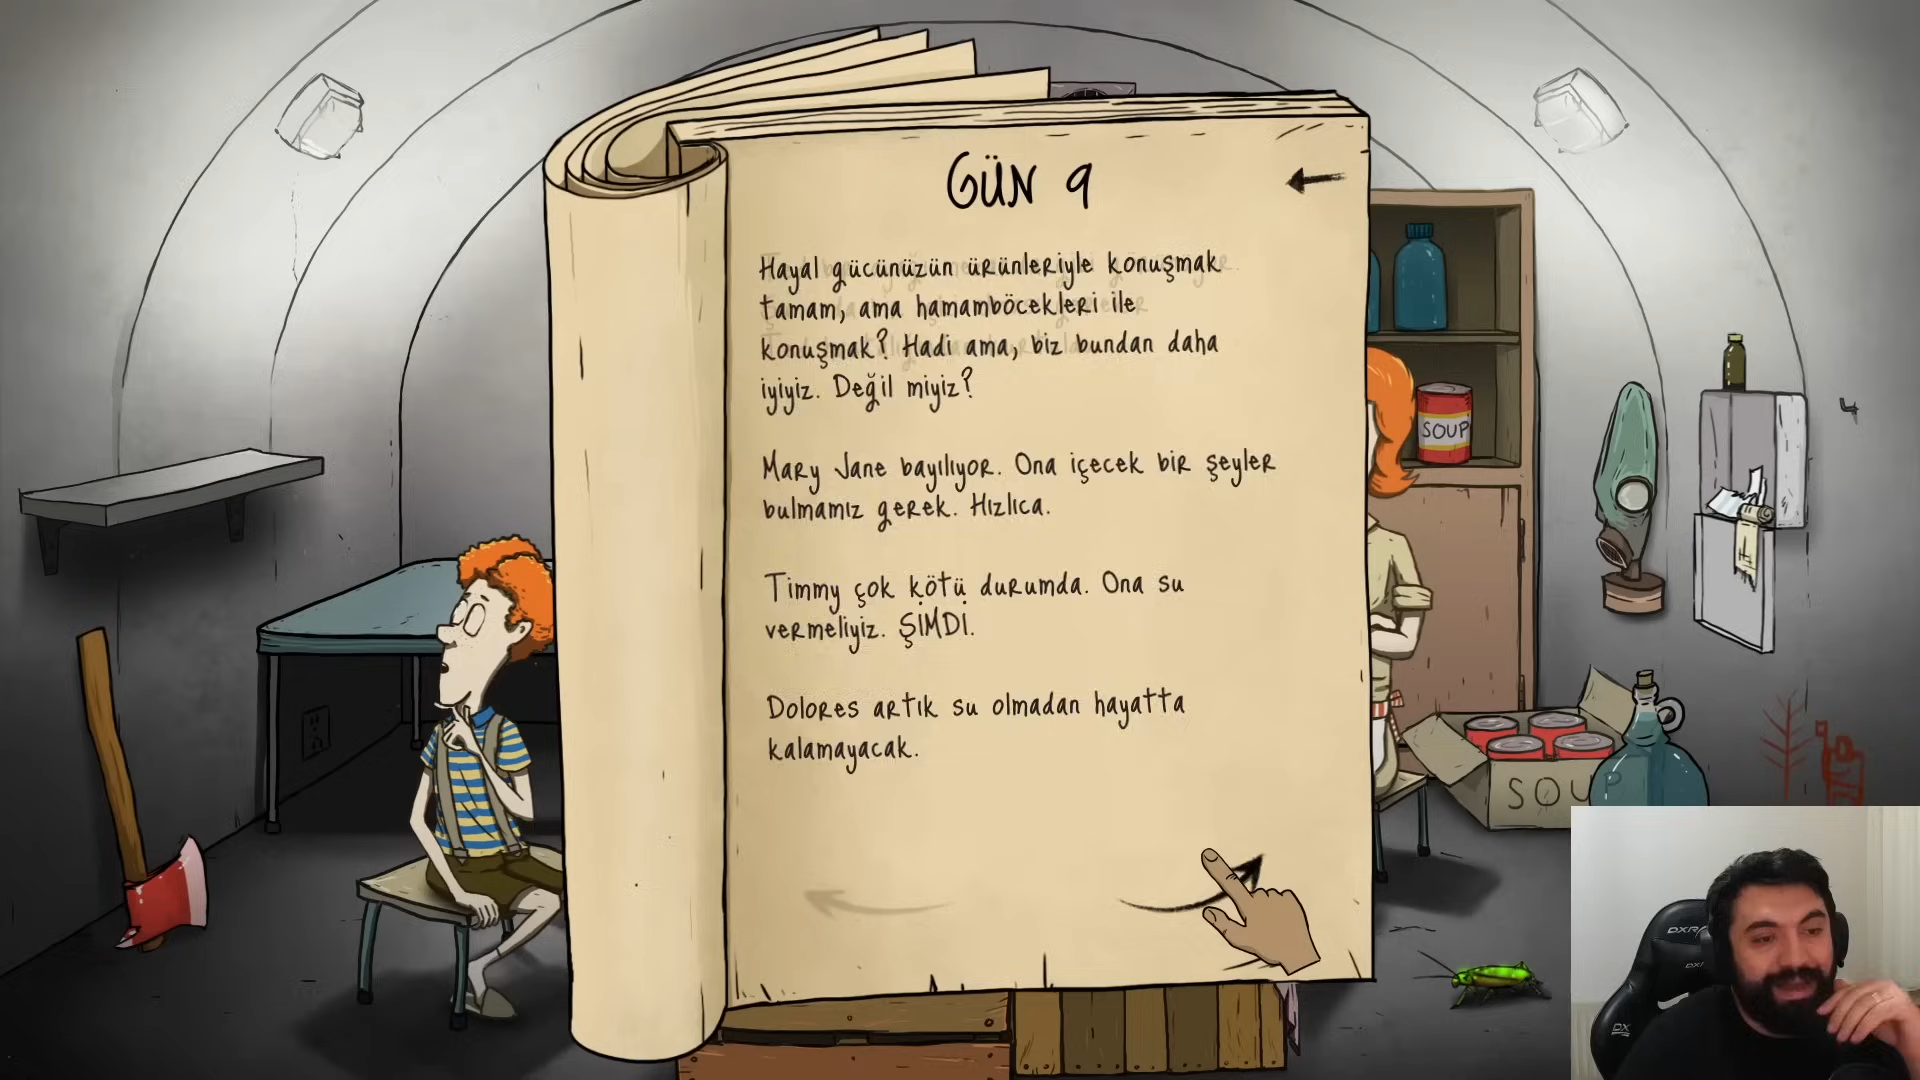 GÜN 9
Hayal gücünüzün ürünleriyle konuşmak
tamam, ama hamamböcekleri ile
konuşmak? Hadi ama, biz bundan daha
iyiyiz. Değil miyiz?
Mary Jane bayılıyor. Ona içecek bir şeyler
bulmamız gerek. Hızlıca.
Timmy çok kötü durumda. Ona su
vermeliyiz. ŞİMDİ.
Dolores artık su olmadan hayatta
kalamayacak.
SOUP
DX